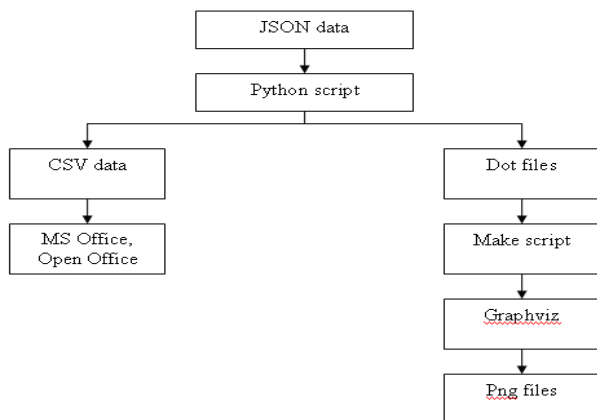 JSON data
Python script
CSV data
Dot files
MS Office,
Open Office
Make script
Graphviz
Png files